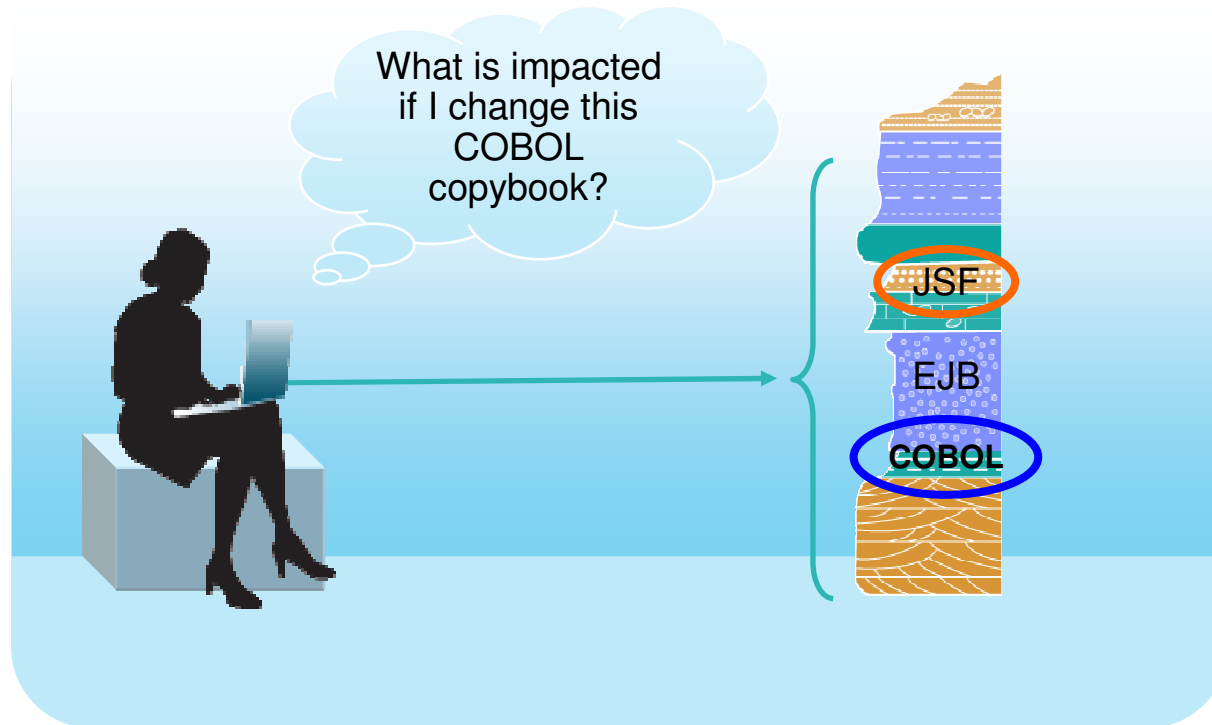 What is impacted
if I change this
COBOL
copybook?
JSF
EJB
COBOL